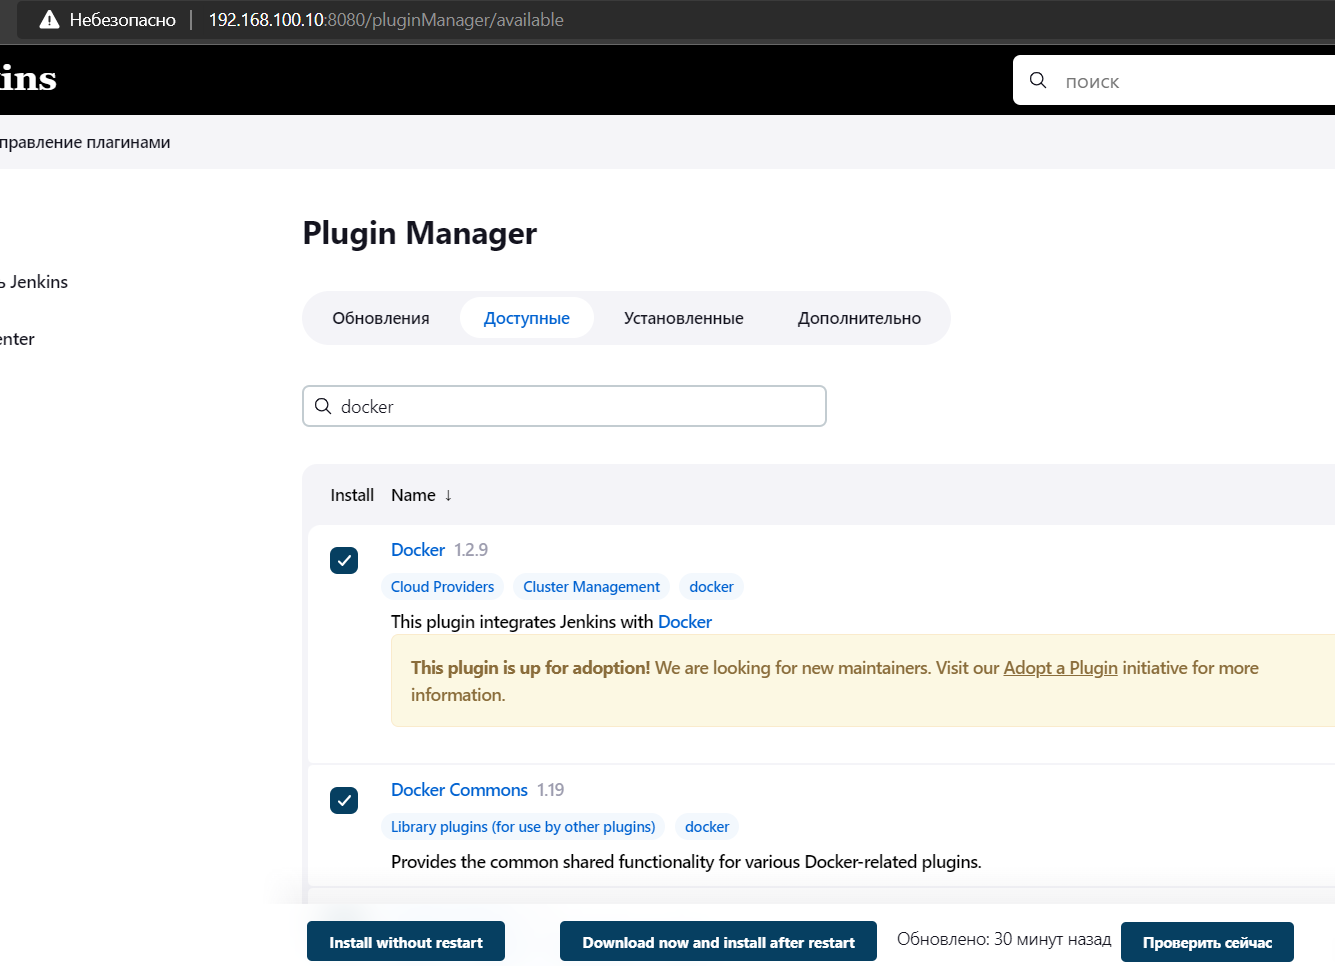 Небезопасно | 192.168.100.10:8080/pluginManager/available
ins
поиск
правление плагинами
Plugin Manager
ь Jenkins
enter
Обновления Доступные Установленные Дополнительно
docker
Install Name ↓
Docker 1.2.9
Cloud Providers Cluster Management docker
This plugin integrates Jenkins with Docker
This plugin is up for adoption! We are looking for new maintainers. Visit our Adopt a Plugin initiative for more
information.
Docker Commons 1.19
Library plugins (for use by other plugins) docker
Provides the common shared functionality for various Docker-related plugins.
Install without restart Download now and install after restart Обновлено: 30 минут назад Проверить сейчас